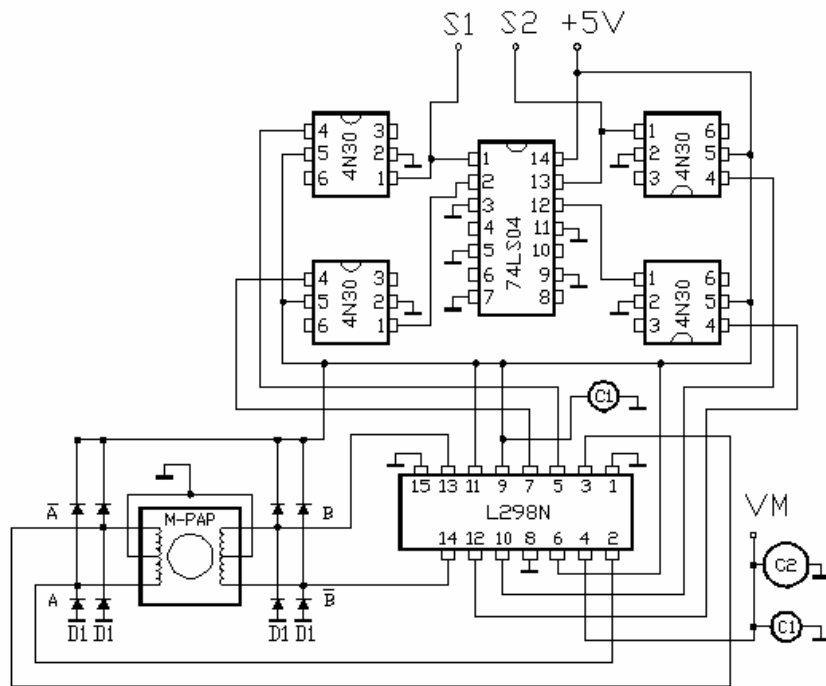 S1 S2 +5V
4 3
5 2
6 1
4N30
1 14
2 13
3 12
4 11
5 10
6 9
7 8
74LS04
1 6
2 5
3 4
4N30
4 3
5 2
6 1
4N30
1 6
2 5
3 4
4N30
C1
15 13 11 9 7 5 3 1
L298N
14 12 10 8 6 4 2
A
M-PAP
B
A
B
D1 D1 D1 D1
VM
C2
C1